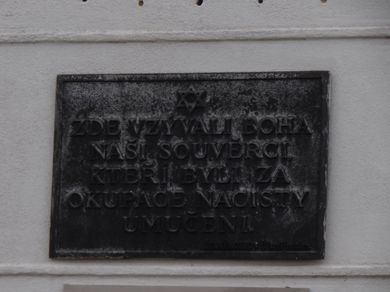 ZDE VZÝVALI BOHA
NAŠI SOUVĚRCI
KTEŘÍ BYLI ZA
OKUPACE NACISTY
UMUČENI.